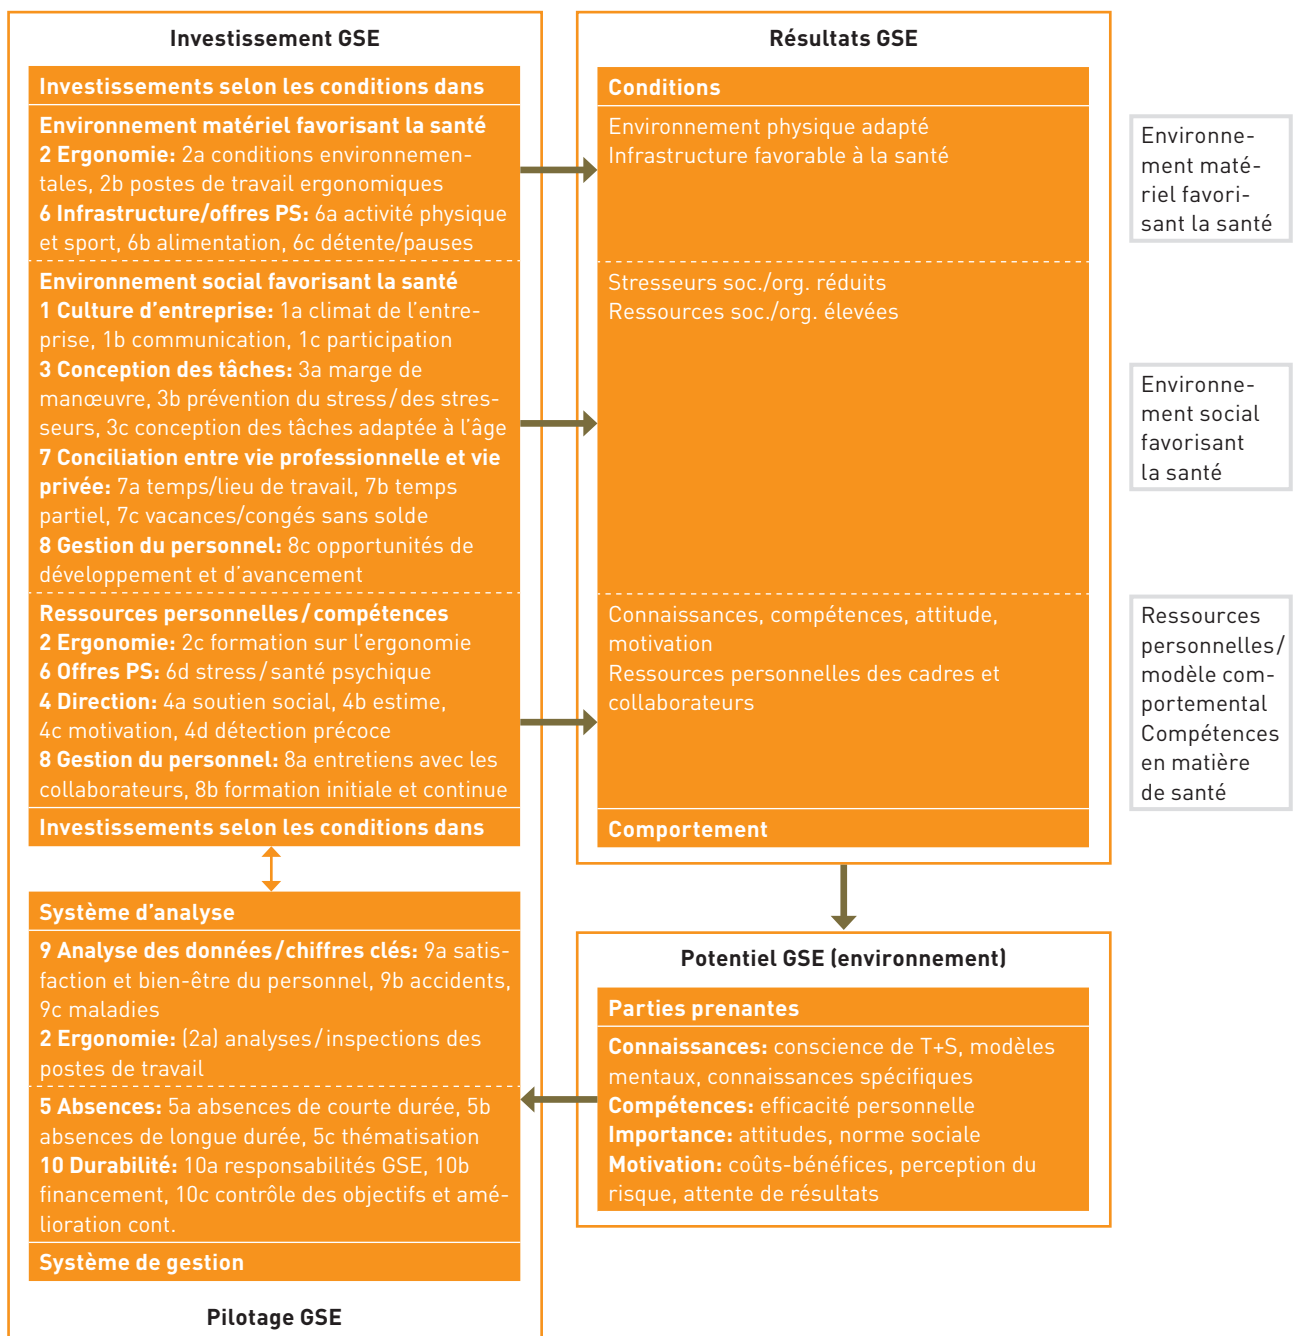 Investissement GSE
Investissements selon les conditions dans
Environnement matériel favorisant la santé
2 Ergonomie: 2a conditions environnemen-
tales, 2b postes de travail ergonomiques
6 Infrastructure/offres PS: 6a activité physique
et sport, 6b alimentation, 6c détente/pauses
Environnement social favorisant la santé
1 Culture d’entreprise: 1a climat de l’entre-
prise, 1b communication, 1c participation
3 Conception des tâches: 3a marge de
manœuvre, 3b prévention du stress/des stres-
seurs, 3c conception des tâches adaptée à l’âge
7 Conciliation entre vie professionnelle et vie
privée: 7a temps/lieu de travail, 7b temps
partiel, 7c vacances/congés sans solde
8 Gestion du personnel: 8c opportunités de
développement et d’avancement
Ressources personnelles/compétences
2 Ergonomie: 2c formation sur l’ergonomie
6 Offres PS: 6d stress/santé psychique
4 Direction: 4a soutien social, 4b estime,
4c motivation, 4d détection précoce
8 Gestion du personnel: 8a entretiens avec les
collaborateurs, 8b formation initiale et continue
Investissements selon les conditions dans
Système d’analyse
9 Analyse des données/chiffres clés: 9a satis-
faction et bien-être du personnel, 9b accidents,
9c maladies
2 Ergonomie: (2a) analyses/inspections des
postes de travail
5 Absences: 5a absences de courte durée, 5b
absences de longue durée, 5c thématisation
10 Durabilité: 10a responsabilités GSE, 10b
financement, 10c contrôle des objectifs et amé-
lioration cont.
Système de gestion
Pilotage GSE
Résultats GSE
Conditions
Environnement physique adapté
Infrastructure favorable à la santé
Stresseurs soc./org. réduits
Ressources soc./org. élevées
Connaissances, compétences, attitude,
motivation
Ressources personnelles des cadres et
collaborateurs
Comportement
Potentiel GSE (environnement)
Parties prenantes
Connaissances: conscience de T+S, modèles
mentaux, connaissances spécifiques
Compétences: efficacité personnelle
Importance: attitudes, norme sociale
Motivation: coûts-bénéfices, perception du
risque, attente de résultats
Environne-
ment maté-
riel favori-
sant la santé
Environne-
ment social
favorisant
la santé
Ressources
personnelles/
modèle com-
portemental
Compétences
en matière
de santé